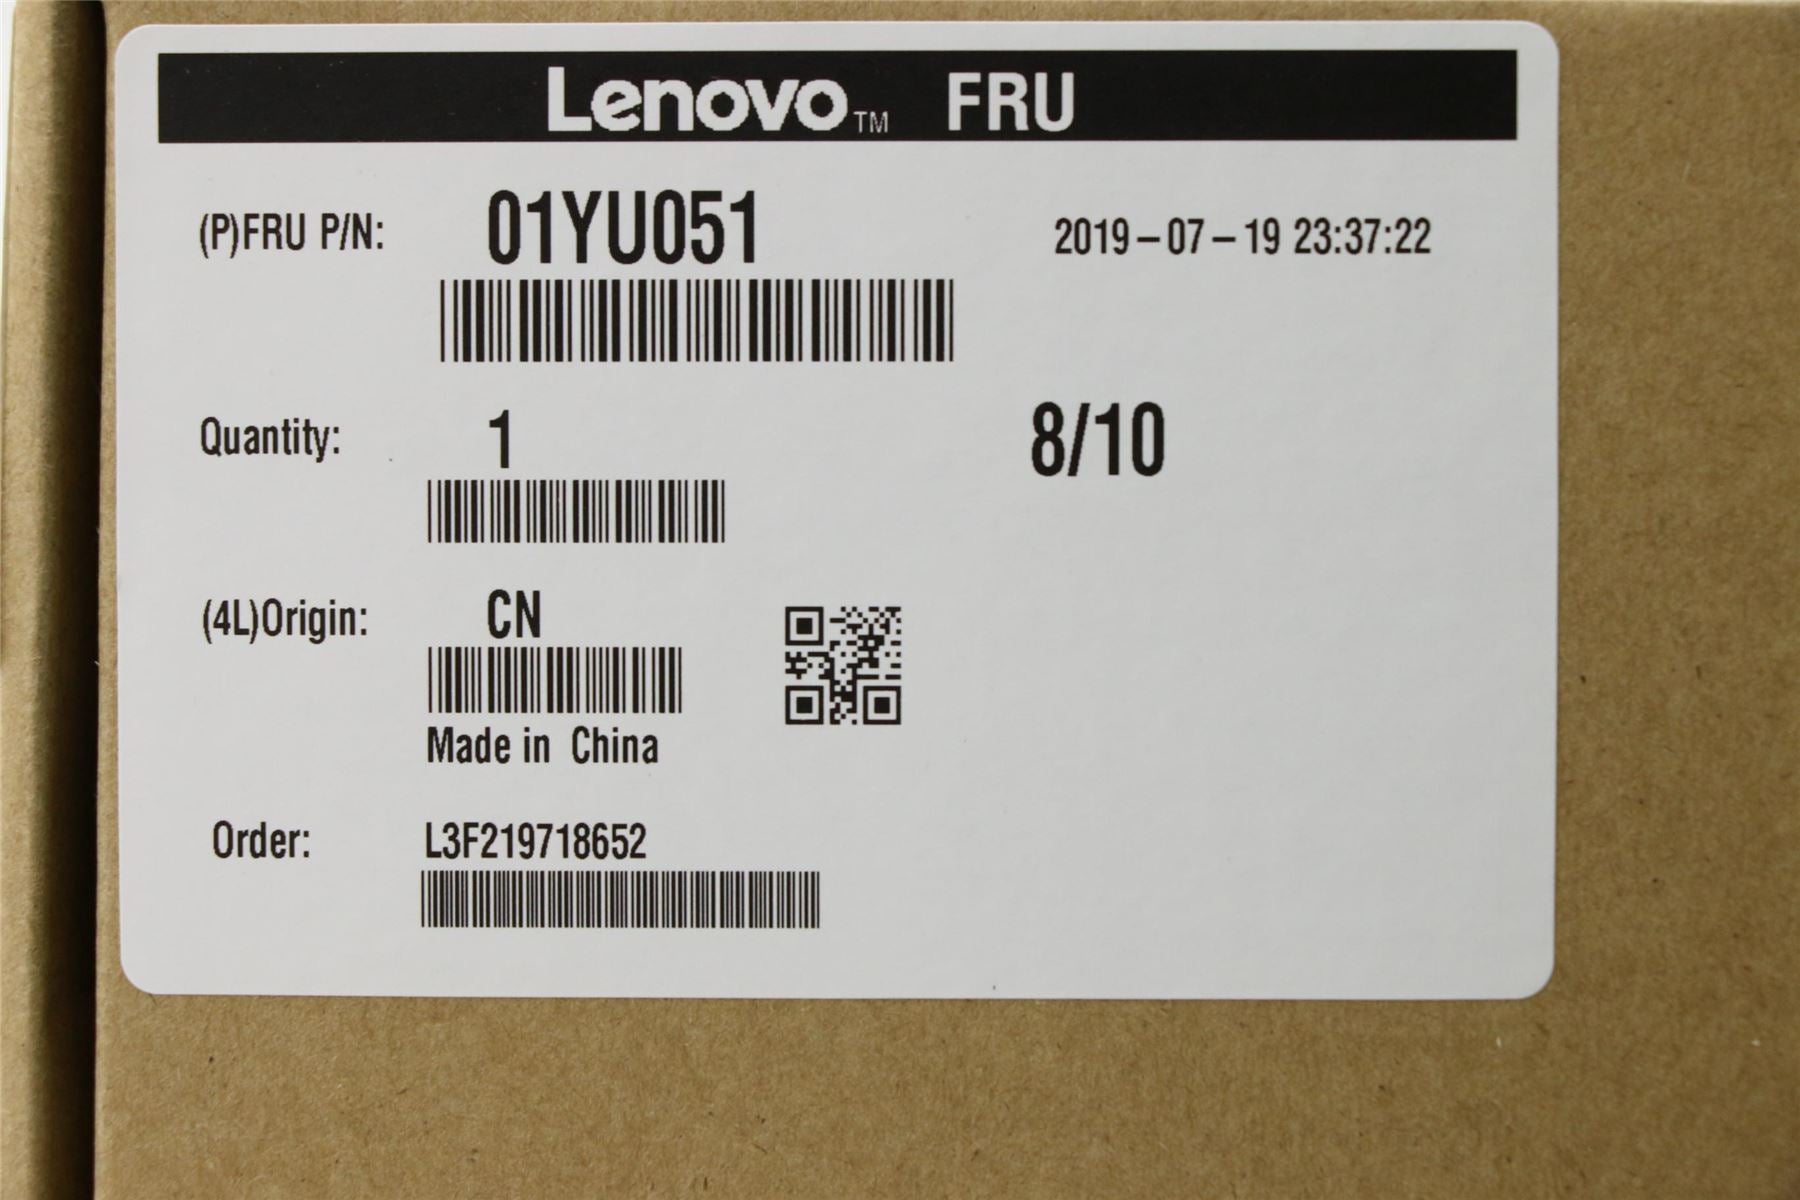 Lenovo™ FRU
(P)FRU P/N: 01YU051 2019-07-19 23:37:22
Quantity: 1 8/10
(4L)Origin: CN
Made in China
Order: L3F219718652